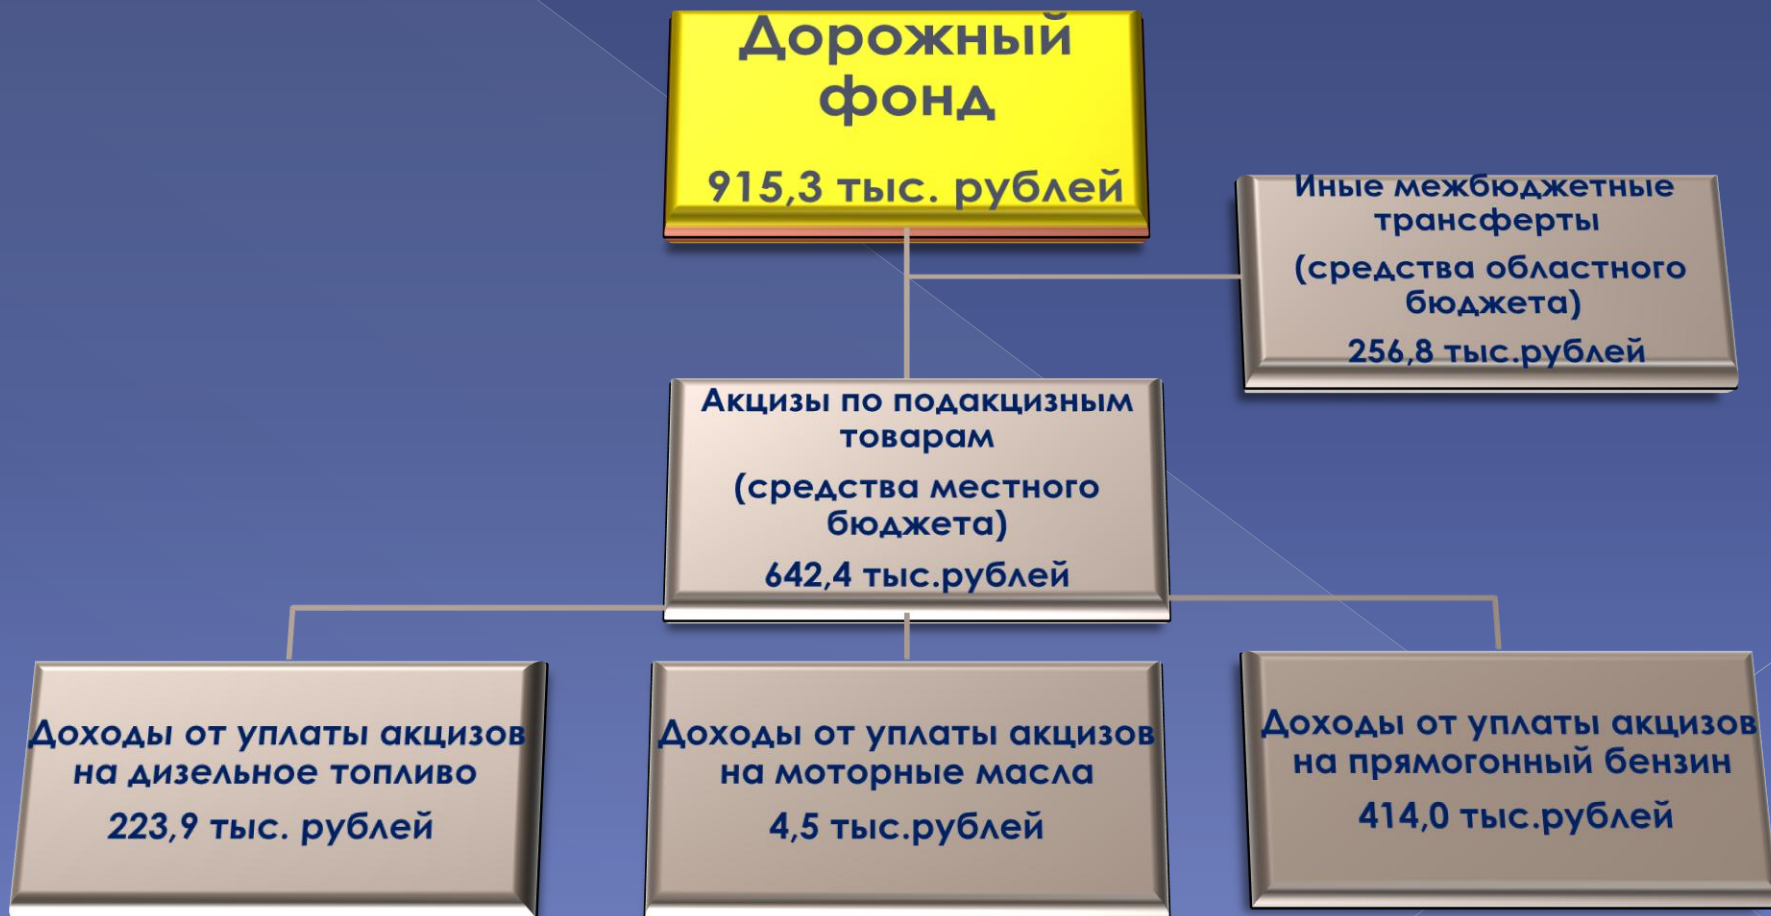 Дорожный
фонд
915,3 тыс. рублей
Иные межбюджетные
трансферты
(средства областного
бюджета)
256,8 тыс.рублей
Акцизы по подакцизным
товарам
(средства местного
бюджета)
642,4 тыс.рублей
Доходы от уплаты акцизов
на дизельное топливо
223,9 тыс. рублей
Доходы от уплаты акцизов
на моторные масла
4,5 тыс.рублей
Доходы от уплаты акцизов
на прямогонный бензин
414,0 тыс.рублей